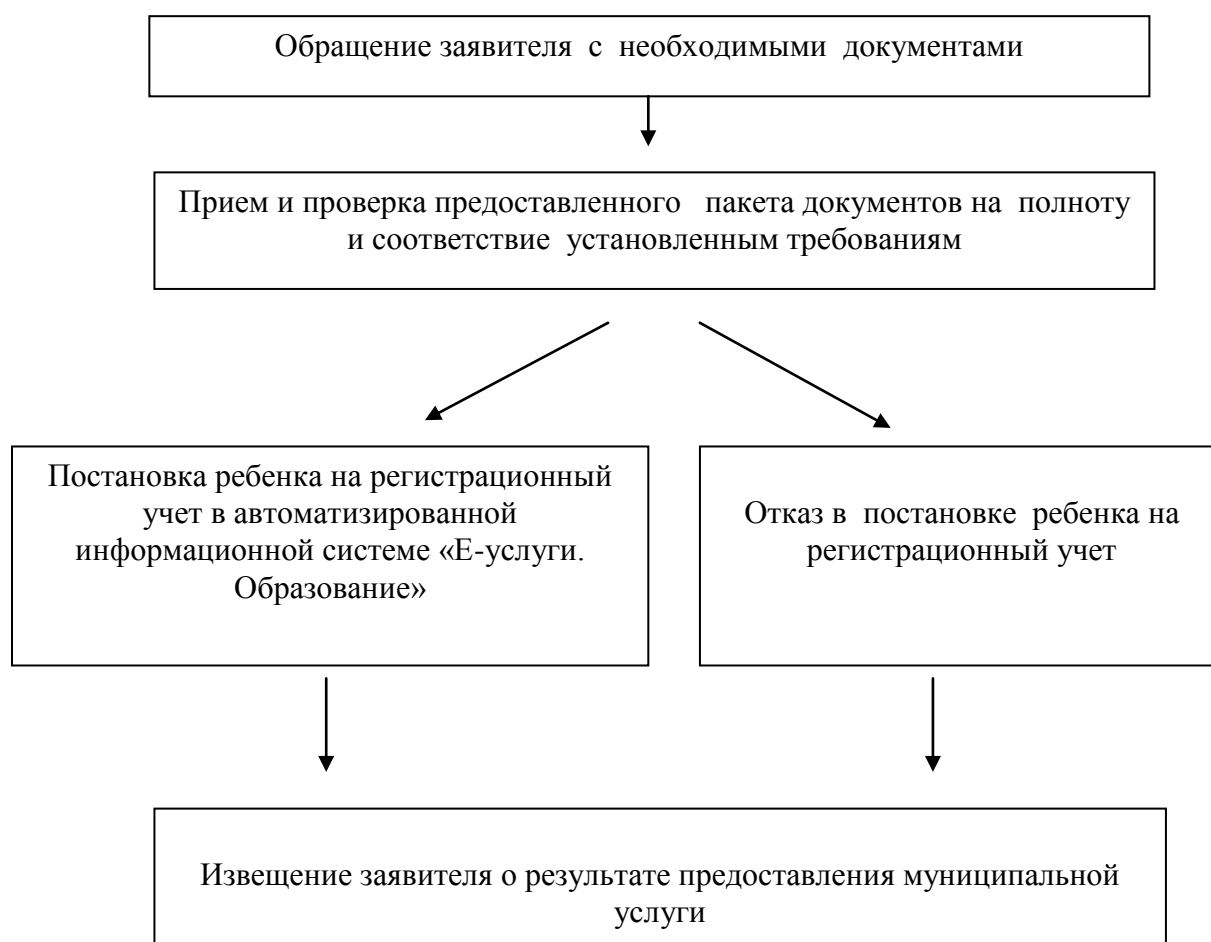 Обращение заявителя с необходимыми документами
Прием и проверка предоставленного пакета документов на полноту
и соответствие установленным требованиям
Постановка ребенка на регистрационный
учет в автоматизированной
информационной системе «Е-услуги.
Образование»
Отказ в постановке ребенка на
регистрационный учет
Извещение заявителя о результате предоставления муниципальной
услуги